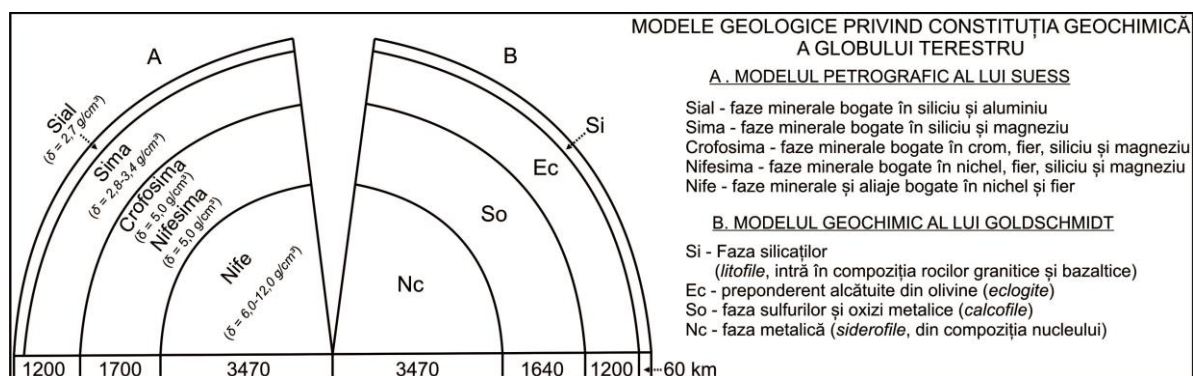 MODELE GEOLOGICE PRIVIND CONSTITUȚIA GEOCHIMICĂ
A GLOBULUI TERESTRU
A . MODELUL PETROGRAFIC AL LUI SUESS
Sial - faze minerale bogate în siliciu și aluminiu
Sima - faze minerale bogate în siliciu și magneziu
Crofosima - faze minerale bogate în crom, fier, siliciu și magneziu
Nifesima - faze minerale bogate în nichel, fier, siliciu și magneziu
Nife - faze minerale și aliaje bogate în nichel și fier
B. MODELUL GEOCHIMIC AL LUI GOLDSCHMIDT
Si - Faza silicaților
(litofile, intră în compoziția rocilor granitice și bazaltice)
Ec - preponderent alcătuite din olivine (eclogite)
So - faza sulfurilor și oxizi metalice (calcofile)
Nc - faza metalică (siderofile, din compoziția nucleului)
A
Sial
(δ = 2,7 g/cm³)
Sima
(δ = 2,8-3,4 g/cm³)
Crofosima
(δ = 5,0 g/cm³)
Nifesima
(δ = 5,0 g/cm³)
Nife
(δ = 6,0-12,0 g/cm³)
B
Si
Ec
So
Nc
1200 1700 3470 3470 1640 1200 60 km